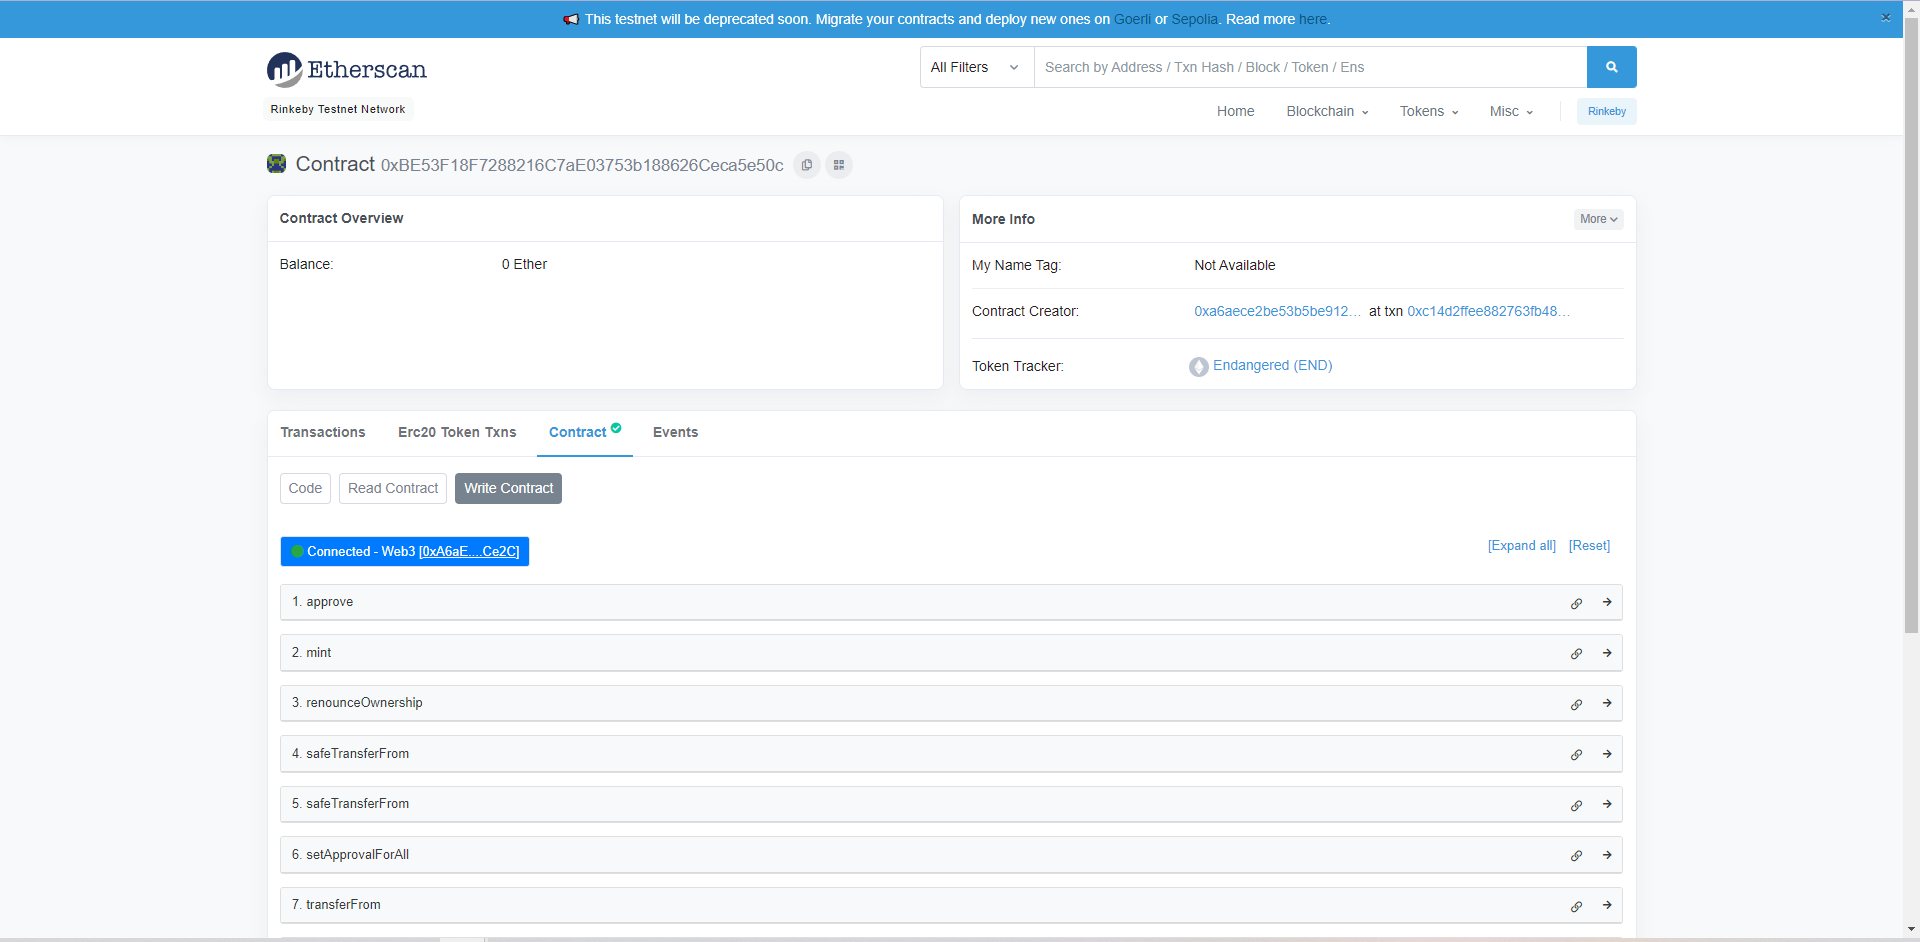 This testnet will be deprecated soon. Migrate your contracts and deploy new ones on Goerli or Sepolia. Read more here.
Etherscan
All Filters
Search by Address / Txn Hash / Block / Token / Ens
Rinkeby Testnet Network
Home Blockchain Tokens Misc Rinkeby
Contract 0xBE53F18F7288216C7aE03753b188626Ceca5e50c
Contract Overview
Balance: 0 Ether
More Info
More
My Name Tag: Not Available
Contract Creator: 0xa6aece2be53b5be912... at txn 0xc14d2ffee882763fb48...
Token Tracker: Endangered (END)
Transactions Erc20 Token Txns Contract Events
Code Read Contract Write Contract
Connected - Web3 [0xA6aE....Ce2C]
[Expand all] [Reset]
1. approve
2. mint
3. renounceOwnership
4. safeTransferFrom
5. safeTransferFrom
6. setApprovalForAll
7. transferFrom